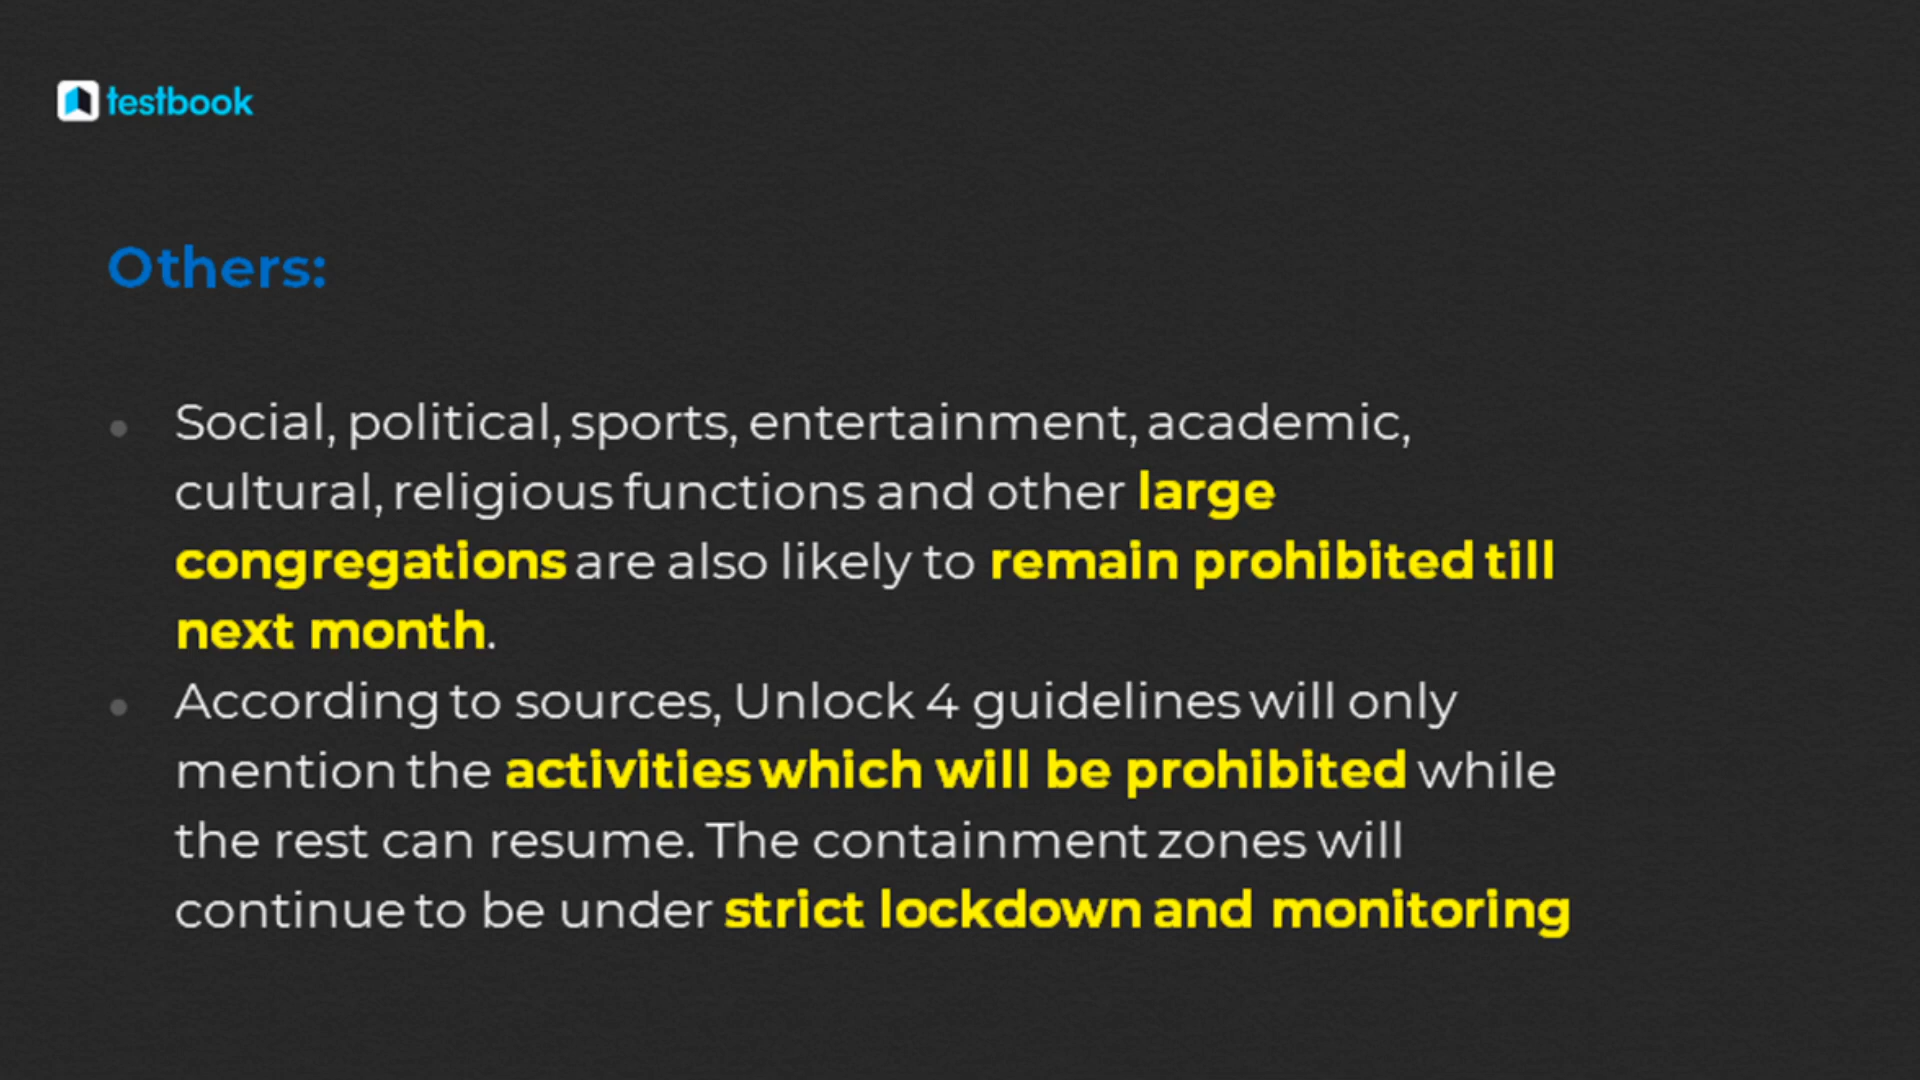 testbook
Others:
Social, political, sports, entertainment, academic,
cultural, religious functions and other large
congregations are also likely to remain prohibited till
next month.
According to sources, Unlock 4 guidelines will only
mention the activities which will be prohibited while
the rest can resume. The containment zones will
continue to be under strict lockdown and monitoring